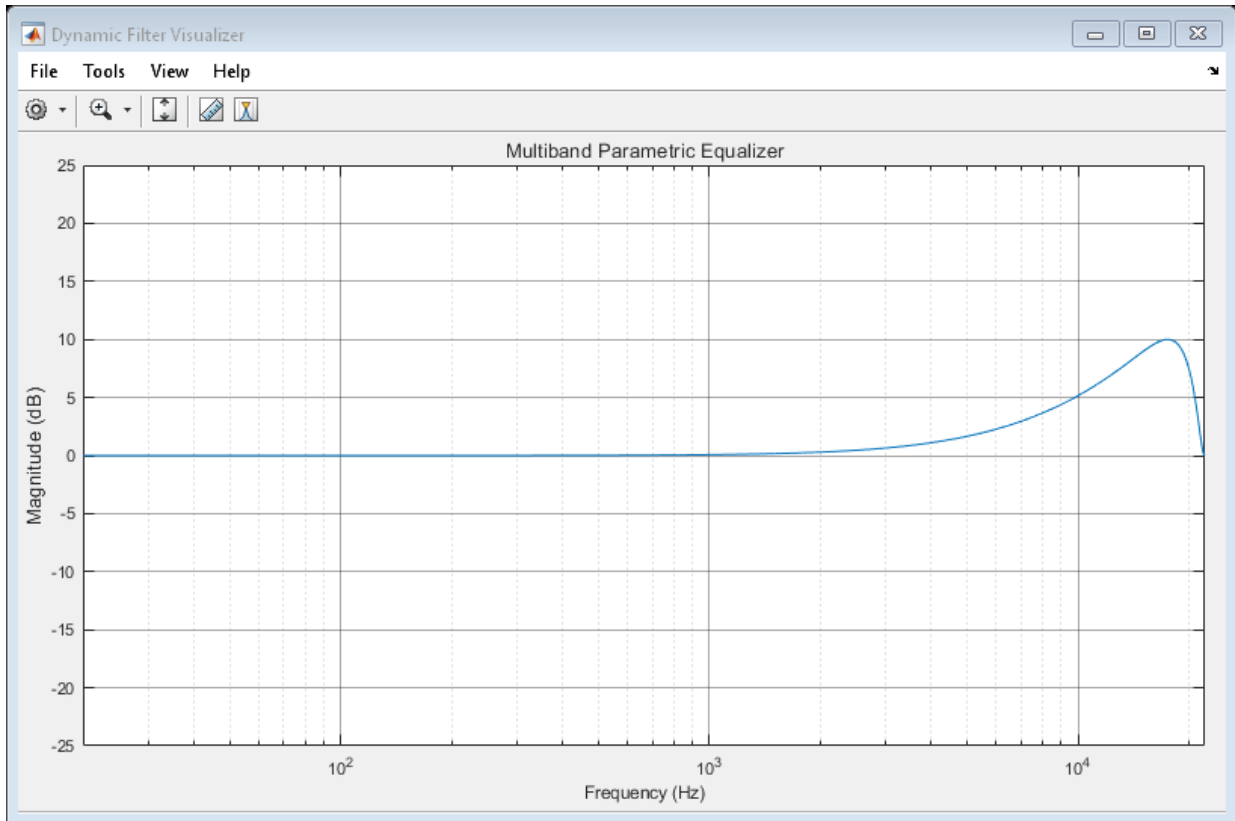 Dynamic Filter Visualizer
File Tools View Help
Multiband Parametric Equalizer
25
20
15
10
5
0
-5
-10
-15
-20
-25
Magnitude (dB)
10² 10³ 10⁴
Frequency (Hz)